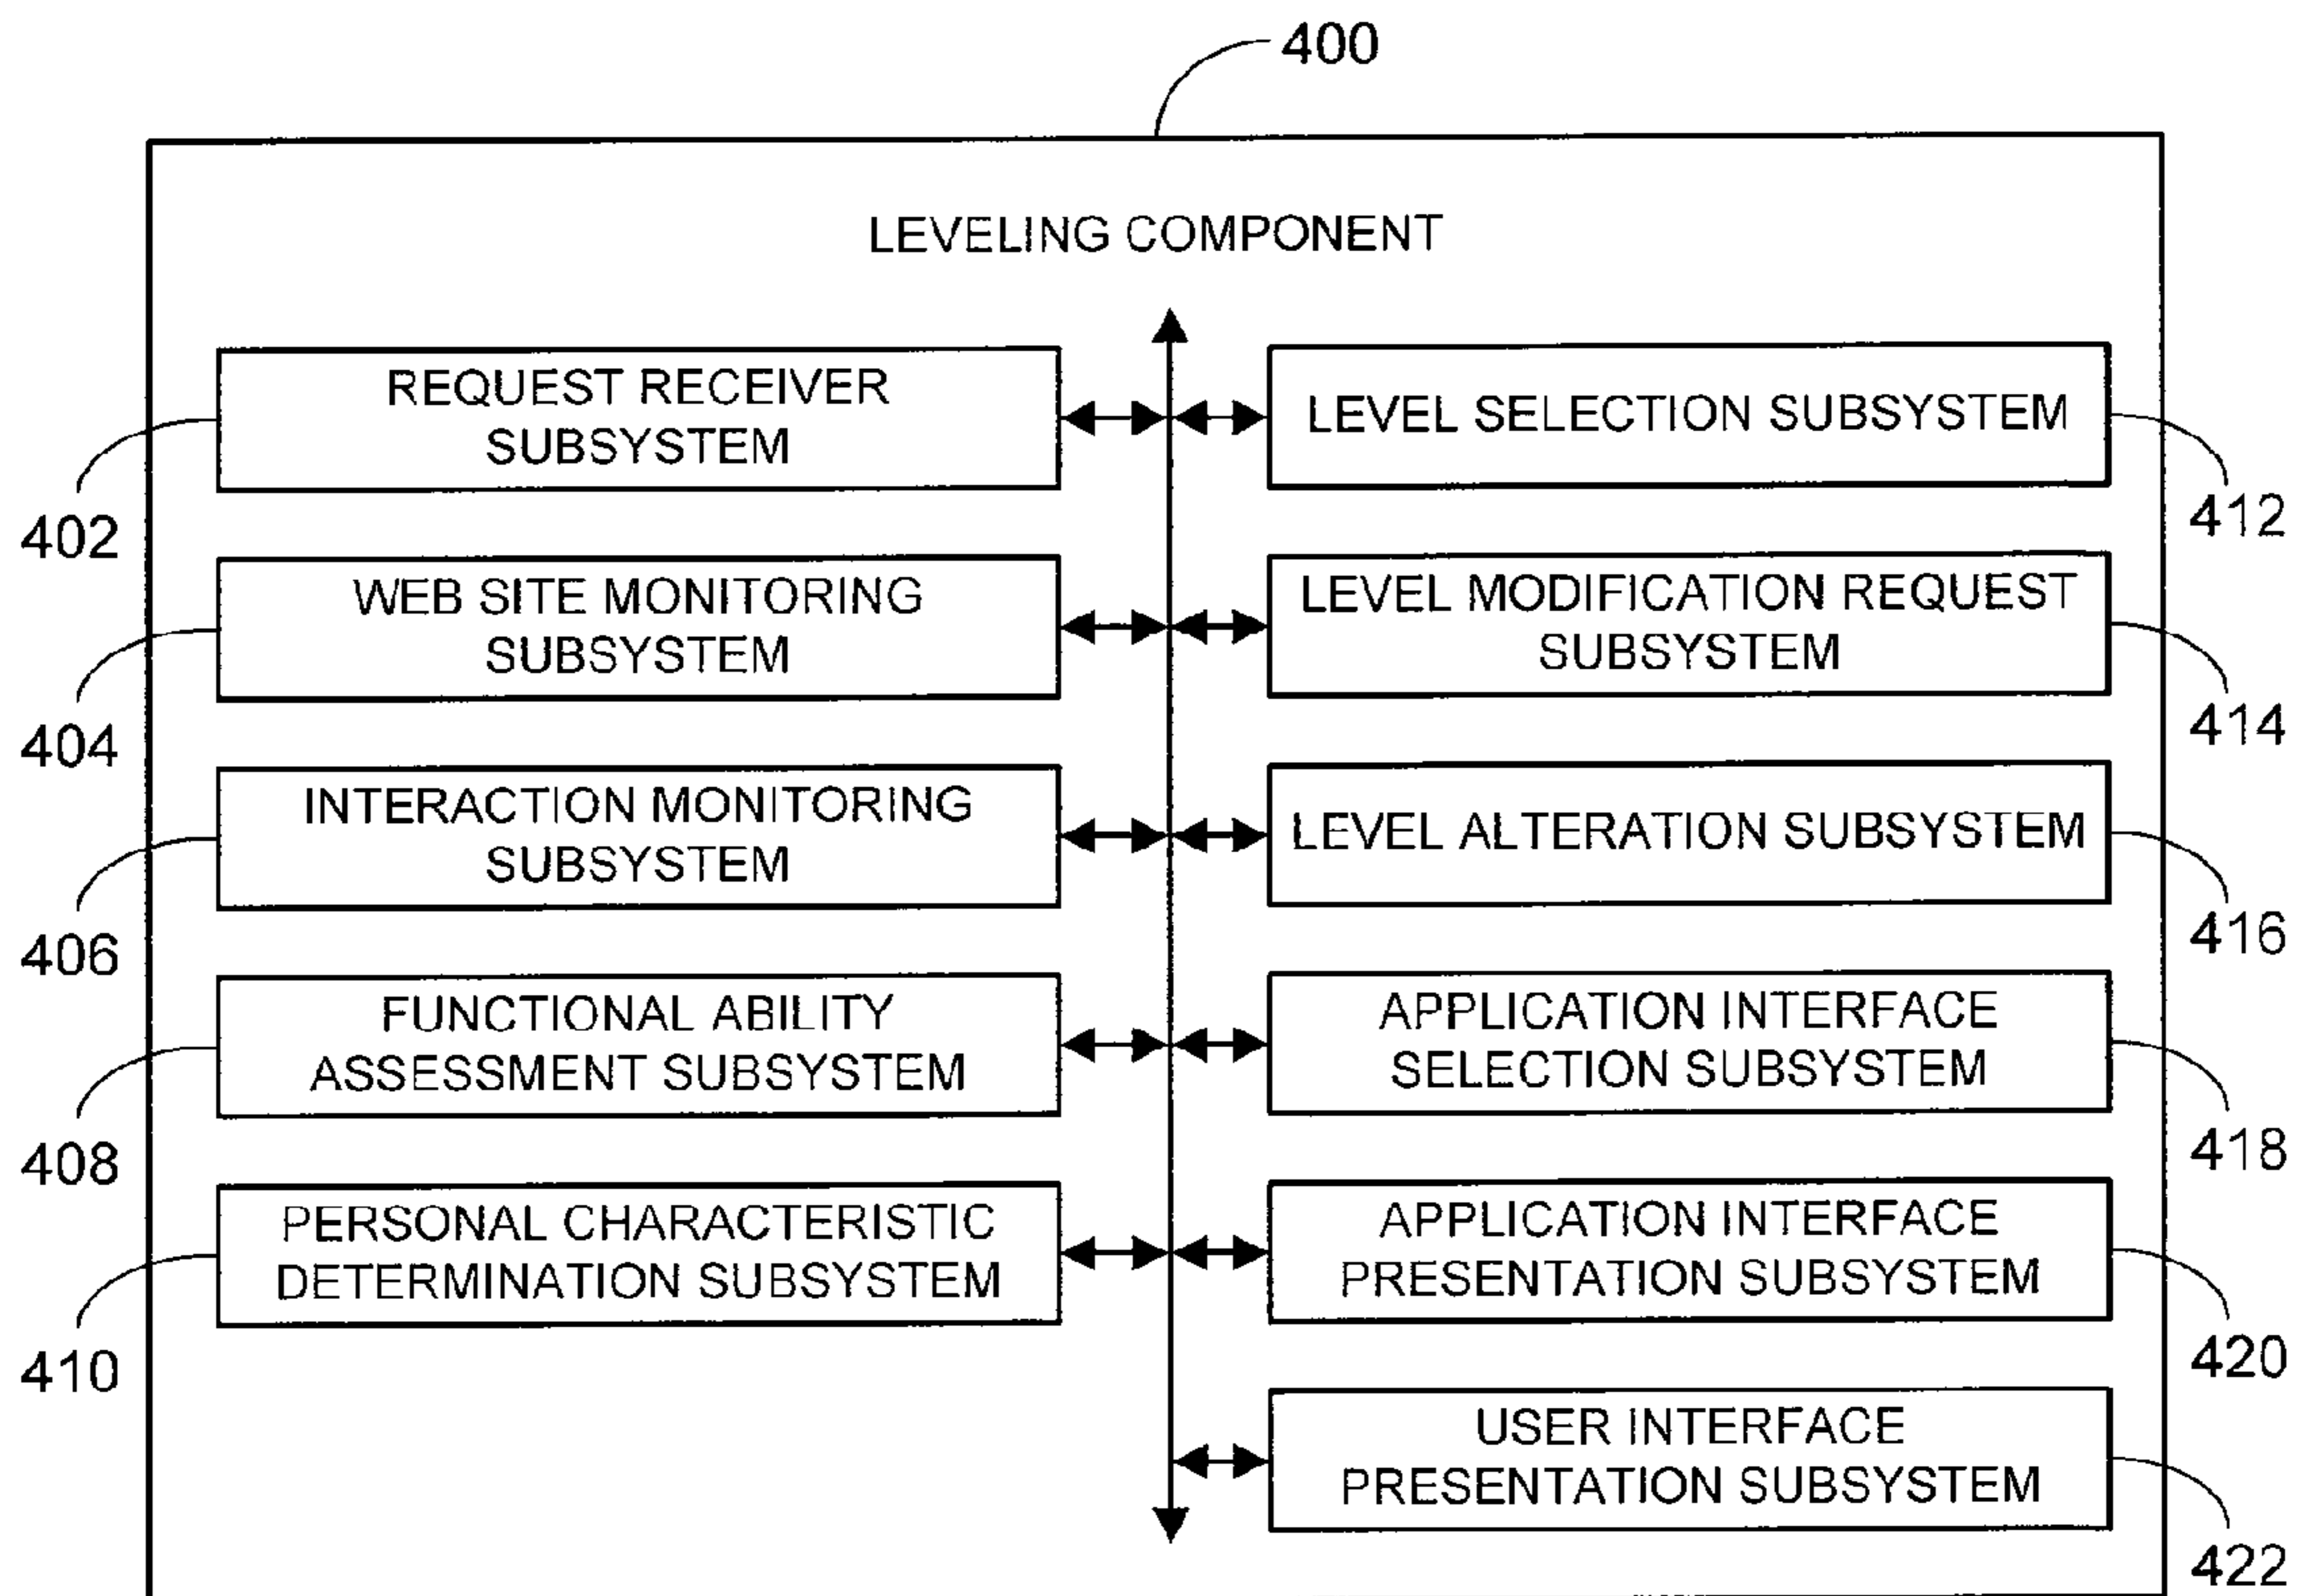 400
LEVELING COMPONENT
REQUEST RECEIVER
SUBSYSTEM
402
WEB SITE MONITORING
SUBSYSTEM
404
INTERACTION MONITORING
SUBSYSTEM
406
FUNCTIONAL ABILITY
ASSESSMENT SUBSYSTEM
408
PERSONAL CHARACTERISTIC
DETERMINATION SUBSYSTEM
410
LEVEL SELECTION SUBSYSTEM
412
LEVEL MODIFICATION REQUEST
SUBSYSTEM
414
LEVEL ALTERATION SUBSYSTEM
416
APPLICATION INTERFACE
SELECTION SUBSYSTEM
418
APPLICATION INTERFACE
PRESENTATION SUBSYSTEM
420
USER INTERFACE
PRESENTATION SUBSYSTEM
422